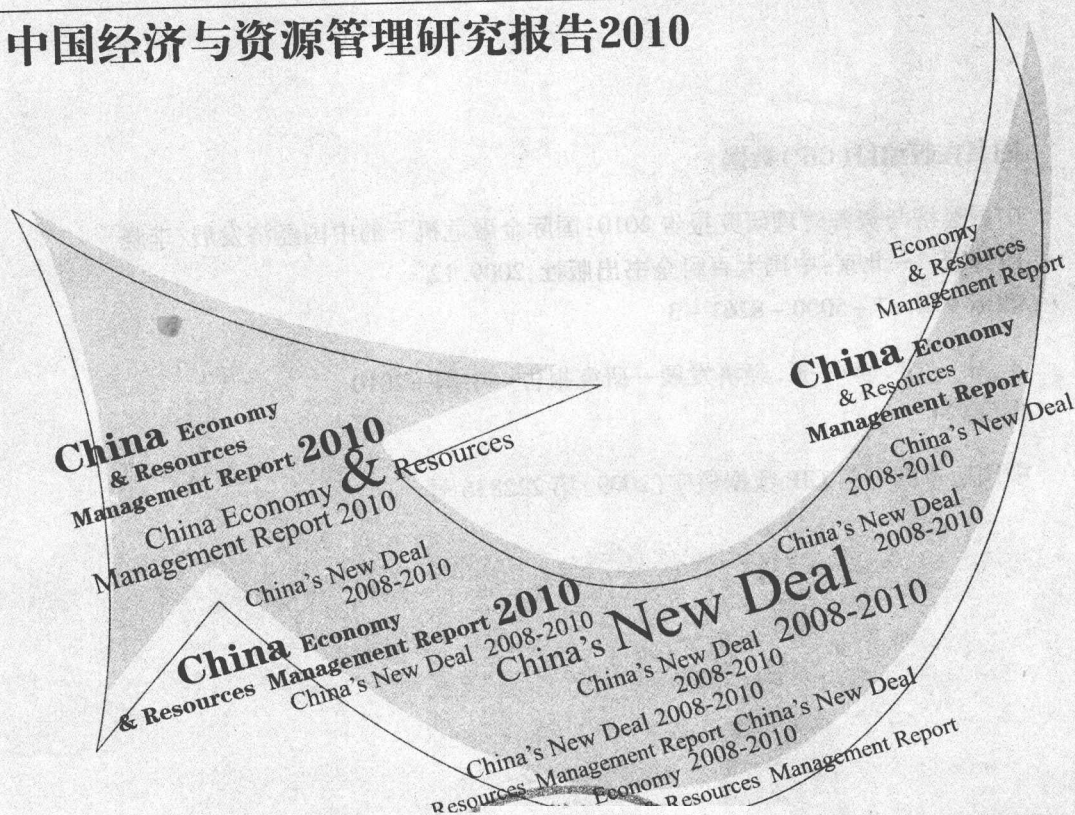 中国经济与资源管理研究报告2010
Economy
& Resources
Management Report
China Economy
& Resources
Management Report
China's New Deal
2008-2010
China's New Deal
2008-2010
China Economy
& Resources
Management Report 2010
China Economy & Resources
Management Report 2010
China's New Deal
2008-2010
China Economy
& Resources Management Report 2010
China's New Deal 2008-2010
China's New Deal
China's New Deal 2008-2010
2008-2010
China's New Deal 2008-2010
Resources Management Report China's New Deal
Economy 2008-2010
Resources Management Report